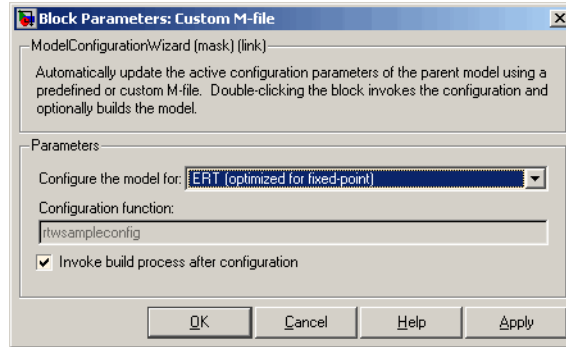 Block Parameters: Custom M-file
ModelConfigurationWizard (mask) (link)
Automatically update the active configuration parameters of the parent model using a
predefined or custom M-file. Double-clicking the block invokes the configuration and
optionally builds the model.
Parameters
Configure the model for: ERT (optimized for fixed-point)
Configuration function:
rtwsampleconfig
Invoke build process after configuration
OK Cancel Help Apply